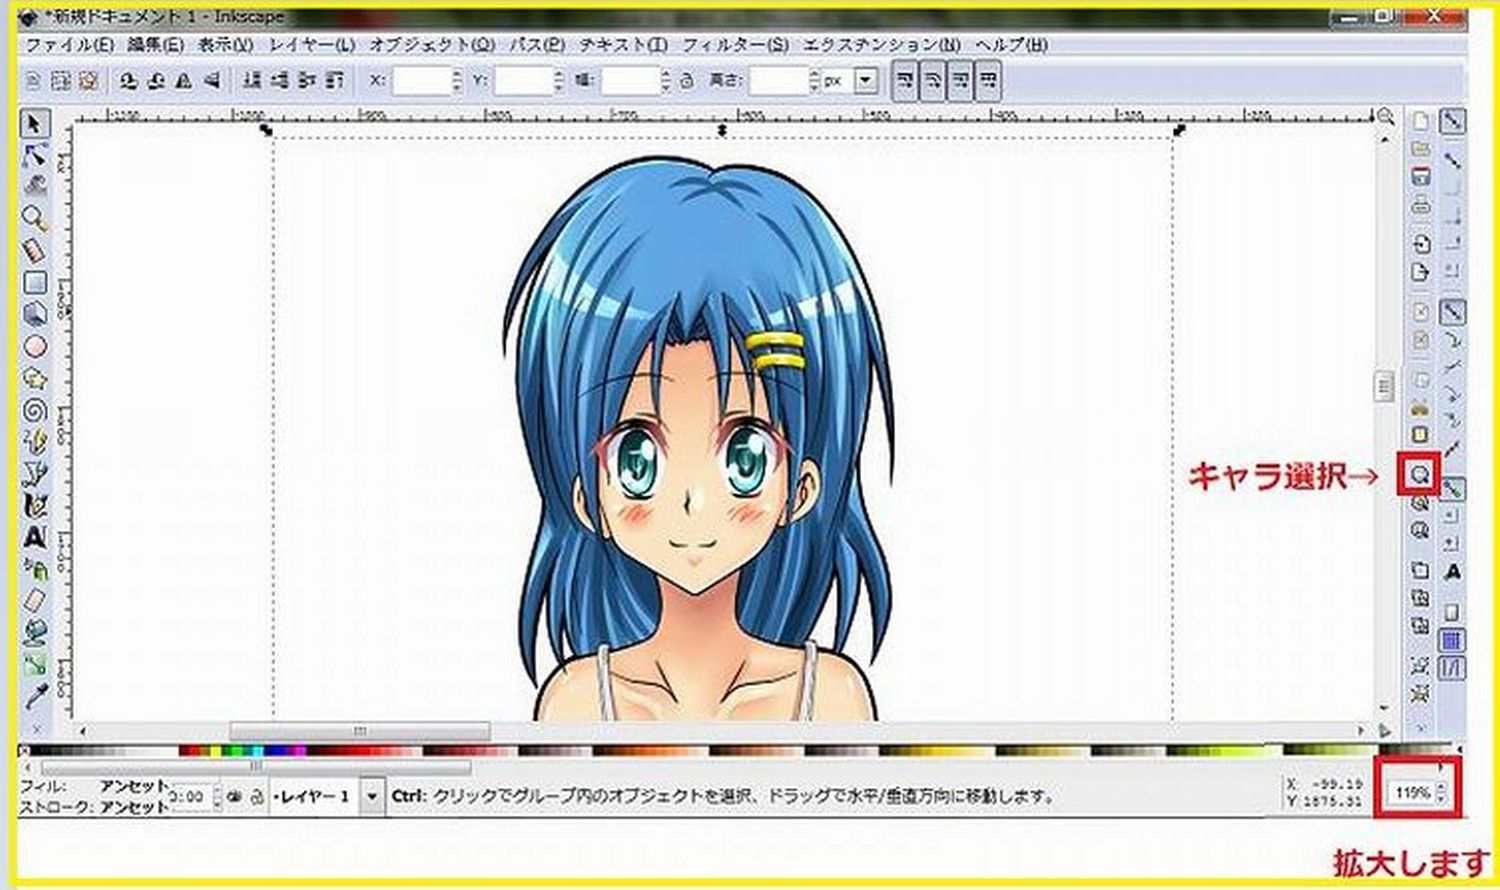 *新規ドキュメント 1 - Inkscape
ファイル(E) 編集(E) 表示(V) レイヤー(L) オブジェクト(O) パス(P) テキスト(T) フィルター(S) エクステンション(N) ヘルプ(H)
X: Y: 幅: 高さ: px
キャラ選択→
フィル: アンセット
ストローク: アンセット
•レイヤー 1
Ctrl: クリックでグループ内のオブジェクトを選択、ドラッグで水平/垂直方向に移動します。
X -99.19
Y 1875.31
119%
拡大します